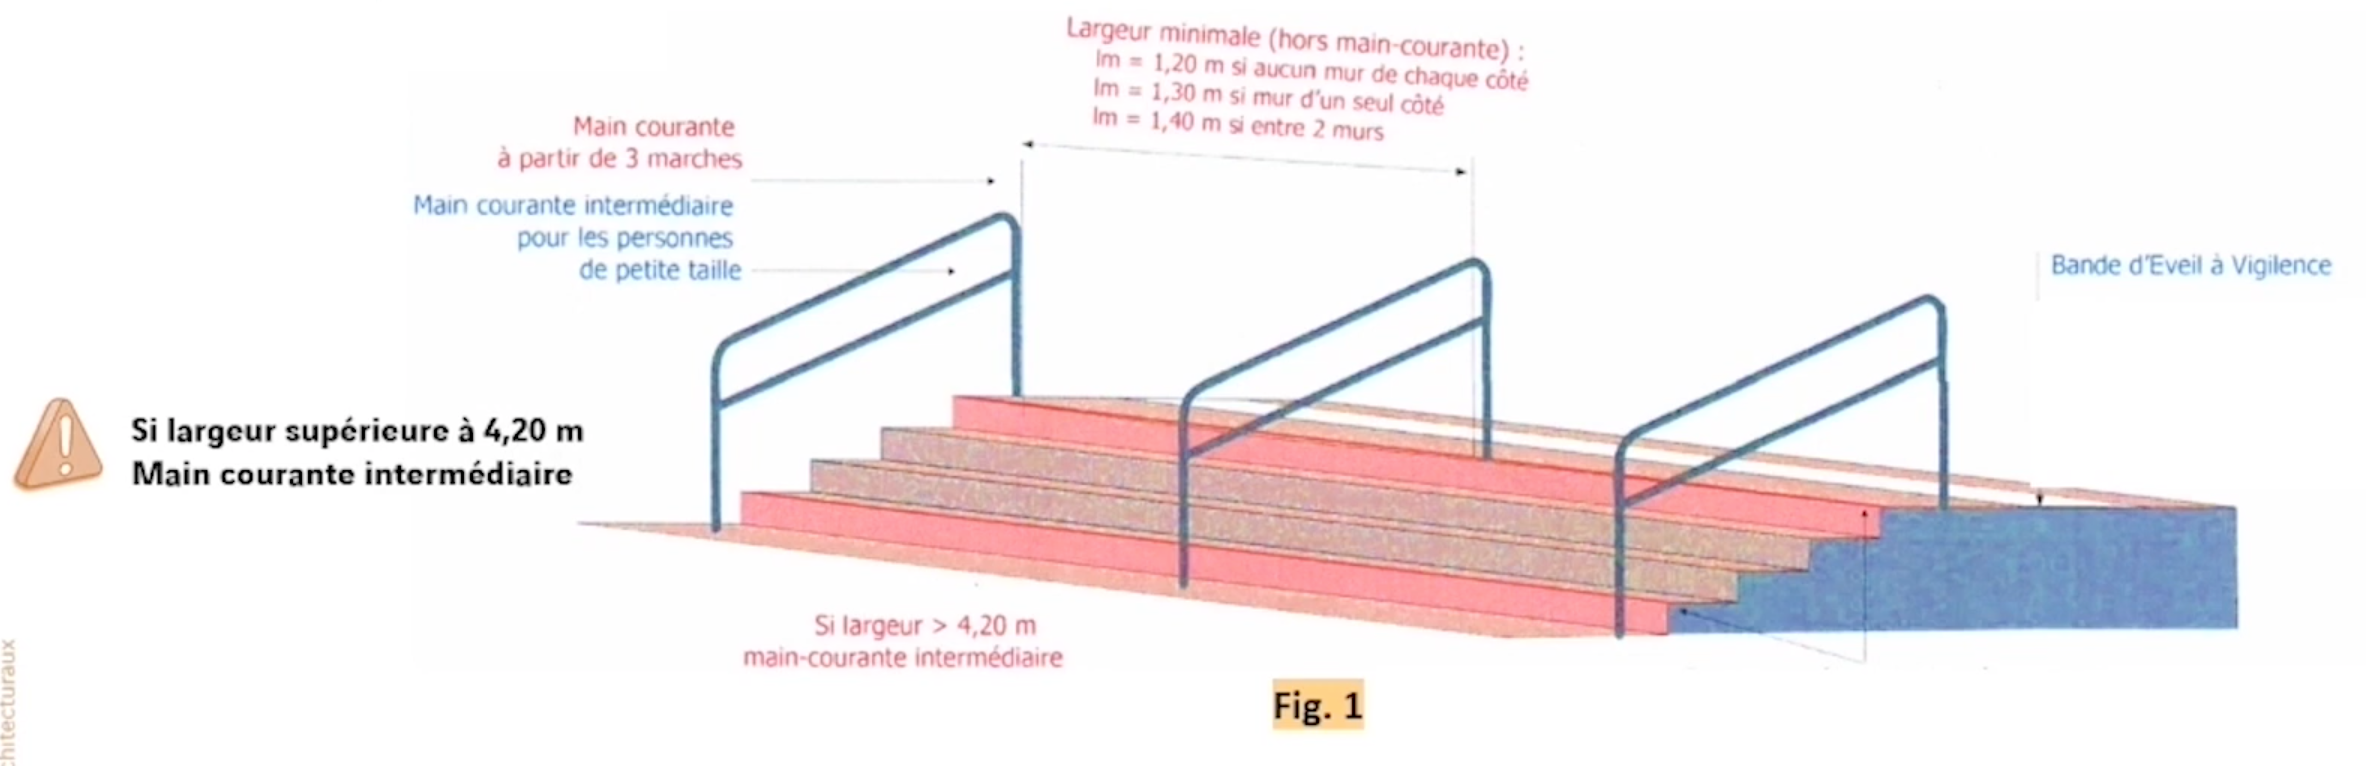 Largeur minimale (hors main-courante) :
lm = 1,20 m si aucun mur de chaque côté
lm = 1,30 m si mur d'un seul côté
lm = 1,40 m si entre 2 murs
Main courante
à partir de 3 marches
Main courante intermédiaire
pour les personnes
de petite taille
Bande d'Eveil à Vigilence
Si largeur supérieure à 4,20 m
Main courante intermédiaire
Si largeur > 4,20 m
main-courante intermédiaire
Fig. 1